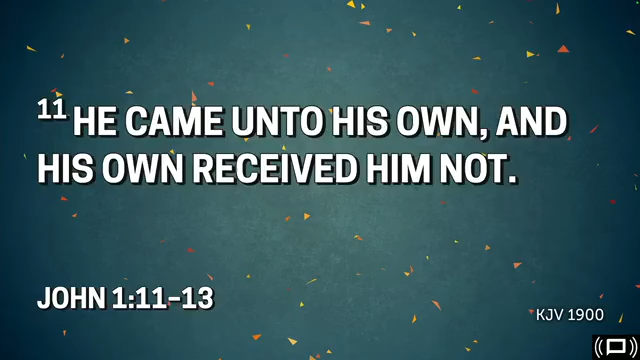 11 HE CAME UNTO HIS OWN, AND
HIS OWN RECEIVED HIM NOT.
JOHN 1:11–13
KJV 1900